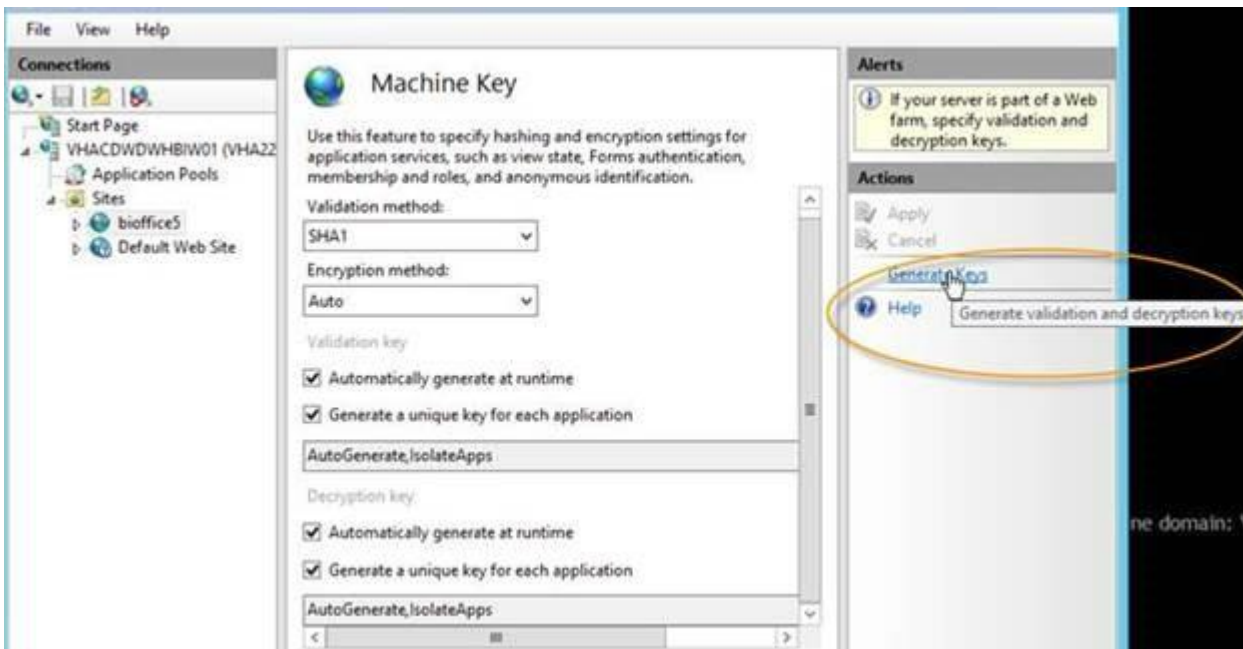 File View Help
Connections
Start Page
VHACDWDWHBIW01 (VHA22
Application Pools
Sites
bioffice5
Default Web Site
Machine Key
Use this feature to specify hashing and encryption settings for
application services, such as view state, Forms authentication,
membership and roles, and anonymous identification.
Validation method:
SHA1
Encryption method:
Auto
Validation key
Automatically generate at runtime
Generate a unique key for each application
AutoGenerate,IsolateApps
Decryption key
Automatically generate at runtime
Generate a unique key for each application
AutoGenerate,IsolateApps
Alerts
If your server is part of a Web
farm, specify validation and
decryption keys.
Actions
Apply
Cancel
Generate Keys
Help
Generate validation and decryption keys
ne domain: